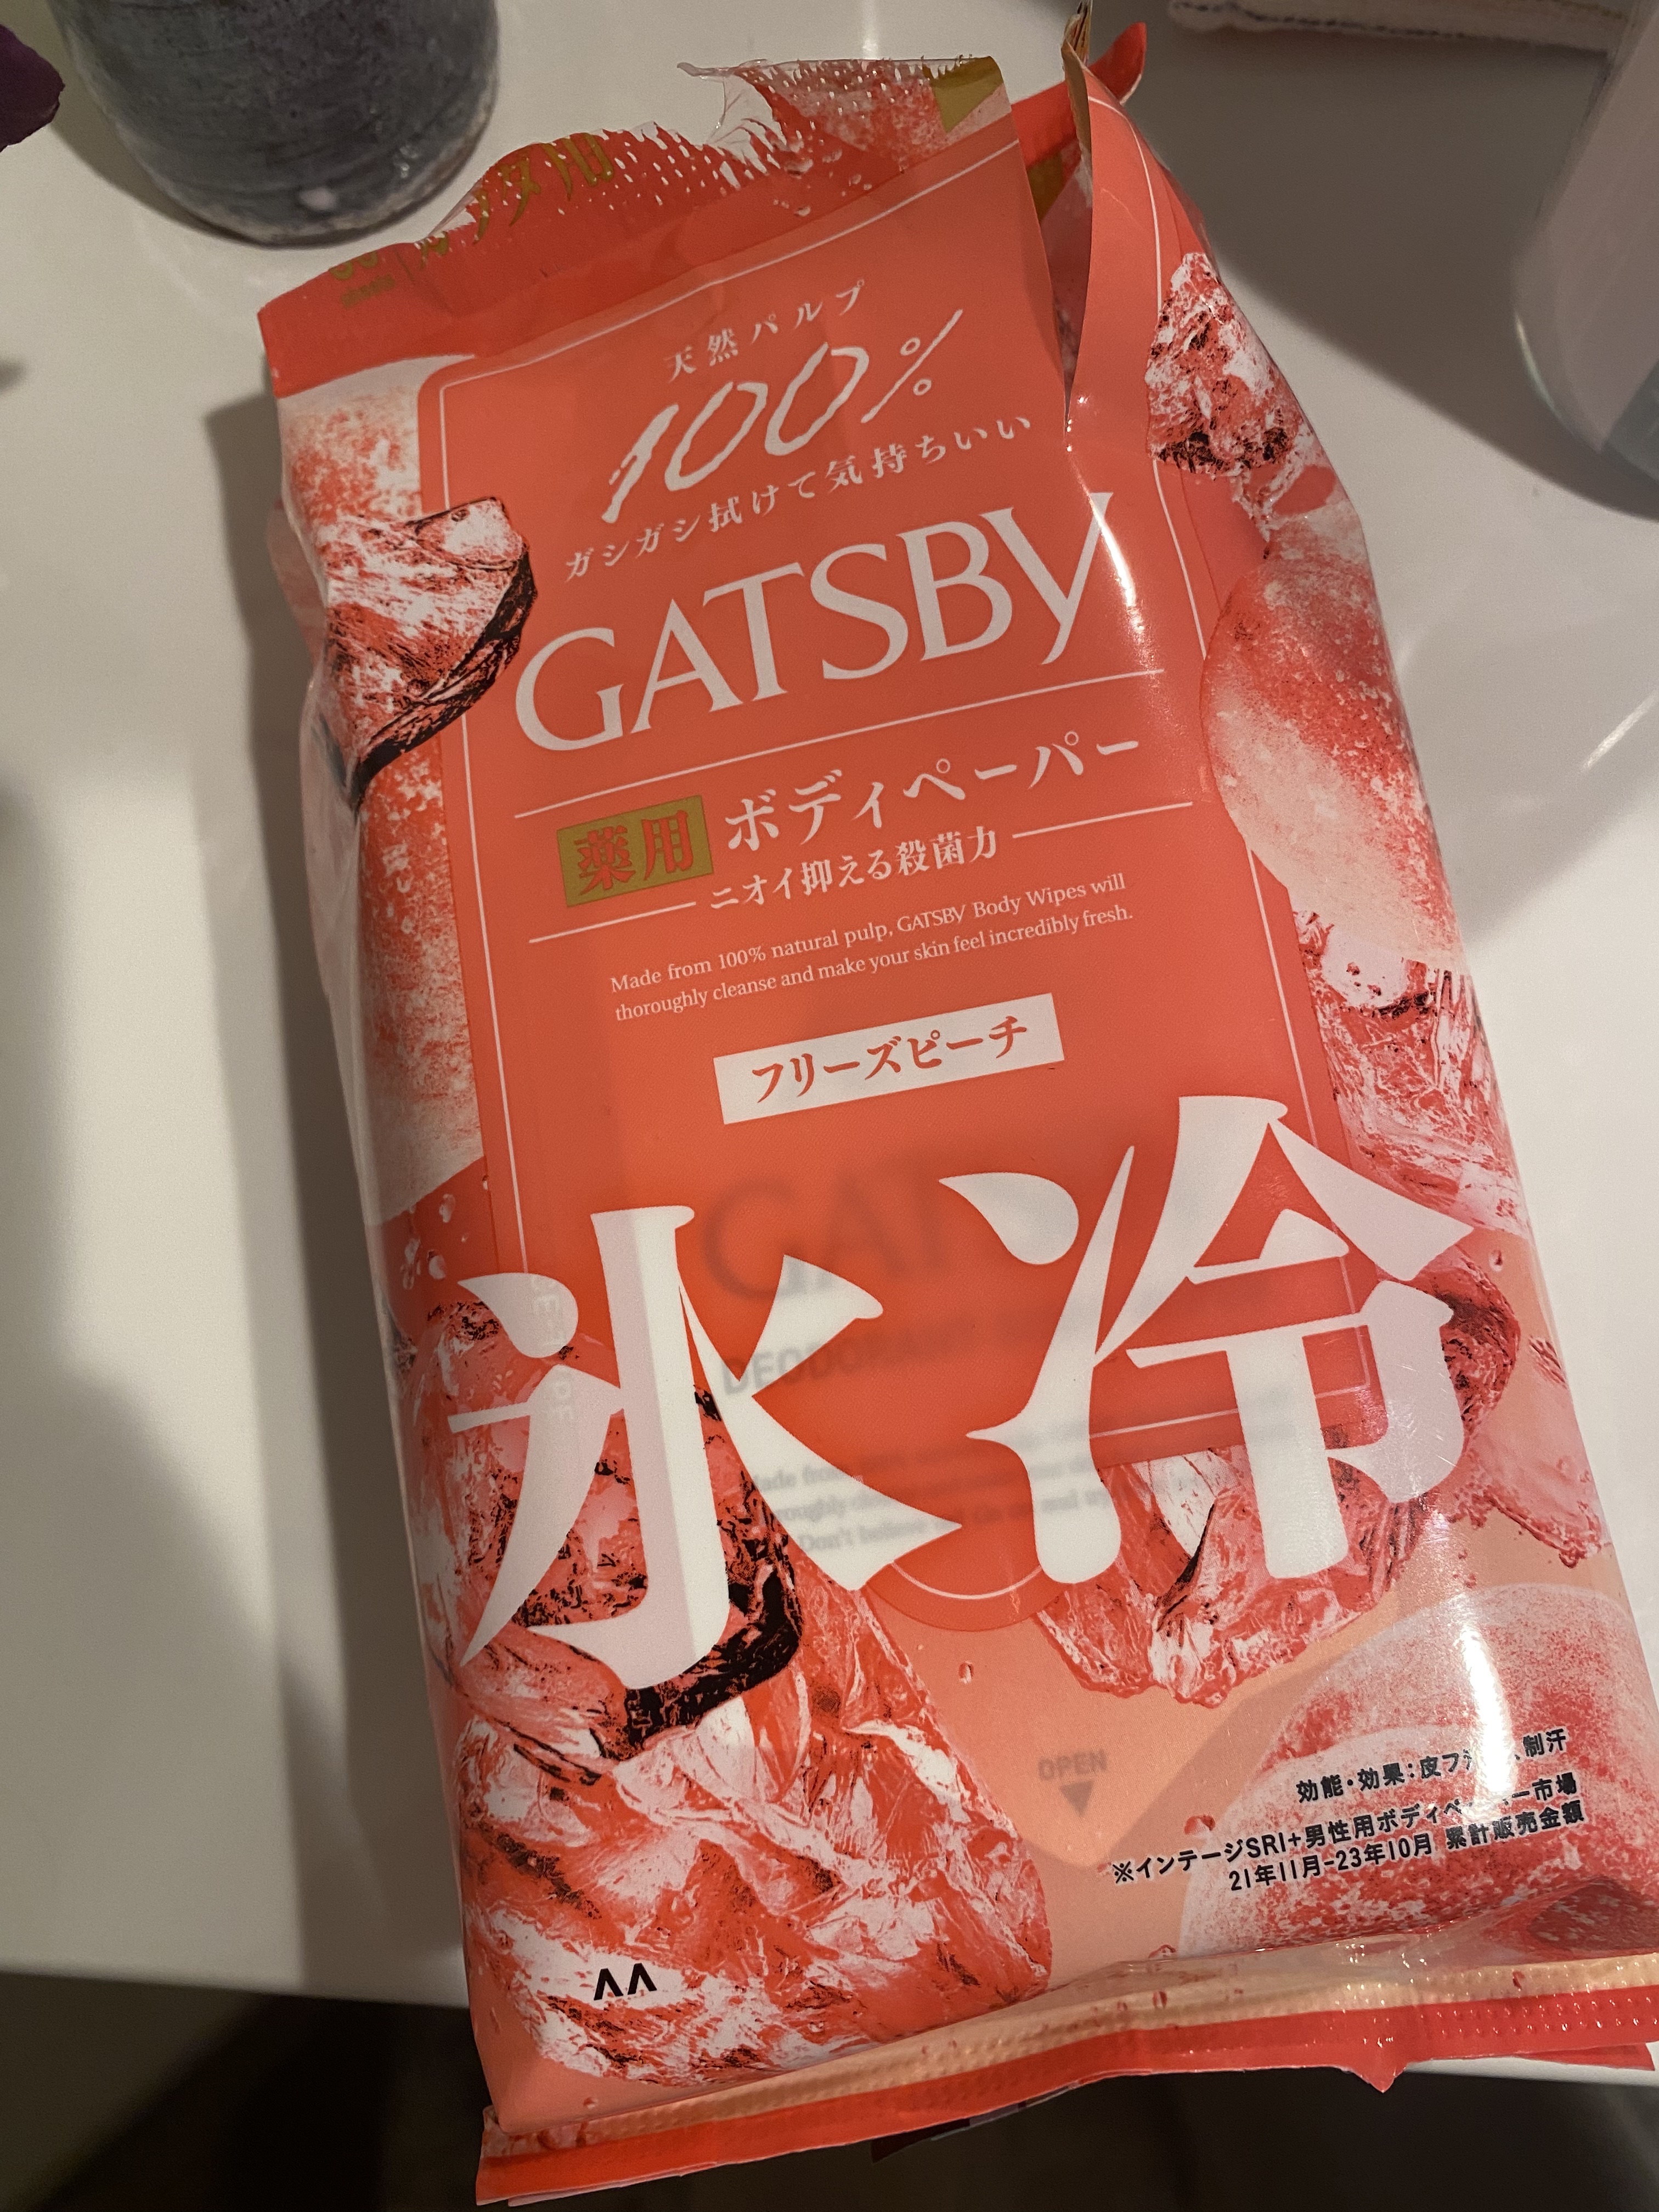 天然パルプ
100%
ガシガシ拭けて気持ちいい
GATSBY
薬用 ボディペーパー
ニオイ抑える殺菌力
Made from 100% natural pulp, GATSBY Body Wipes will
thoroughly cleanse and make your skin feel incredibly fresh.
フリーズピーチ
氷冷
OPEN
効能・効果:皮フ 制汗
※インテージSRI+男性用ボディペーパー市場
21年11月-23年10月 累計販売金額